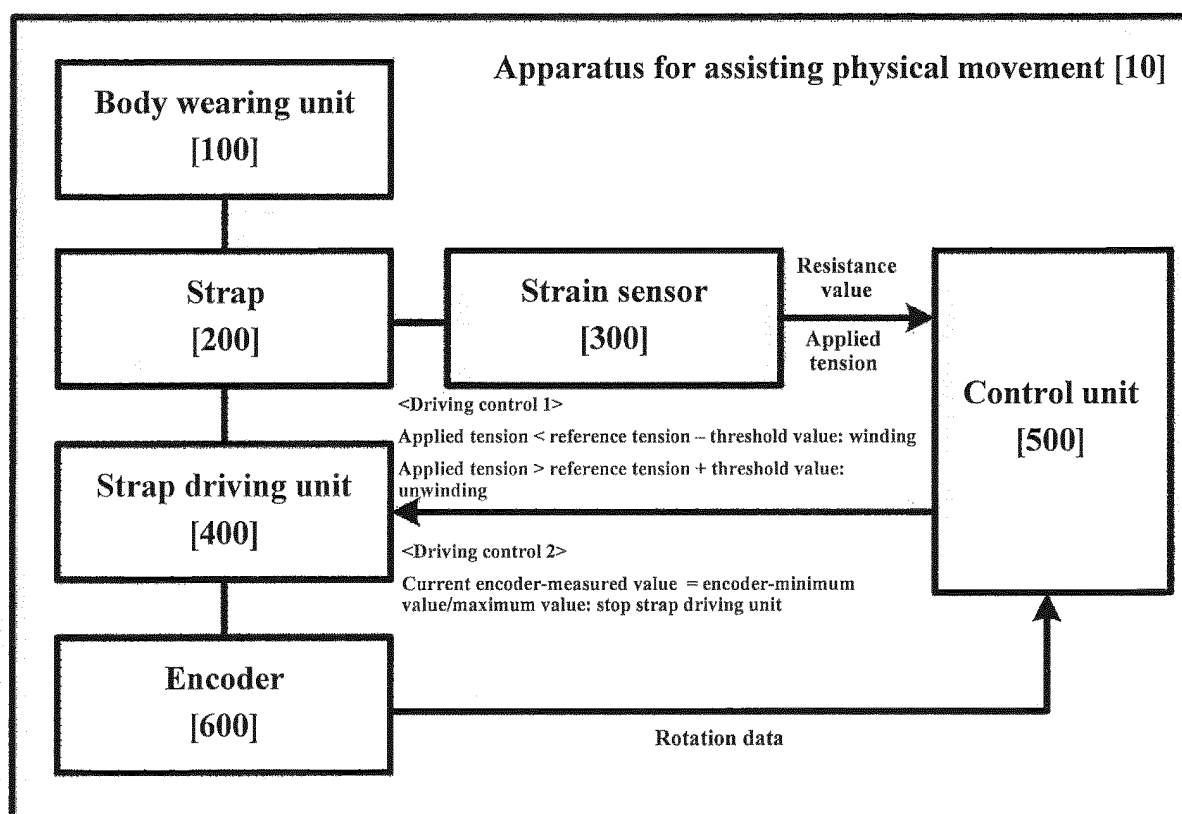 Apparatus for assisting physical movement [10]
Body wearing unit
[100]
Strap
[200]
Strain sensor
[300]
Resistance
value
Applied
tension
Control unit
[500]
<Driving control 1>
Applied tension < reference tension – threshold value: winding
Applied tension > reference tension + threshold value:
unwinding
Strap driving unit
[400]
<Driving control 2>
Current encoder-measured value = encoder-minimum
value/maximum value: stop strap driving unit
Encoder
[600]
Rotation data